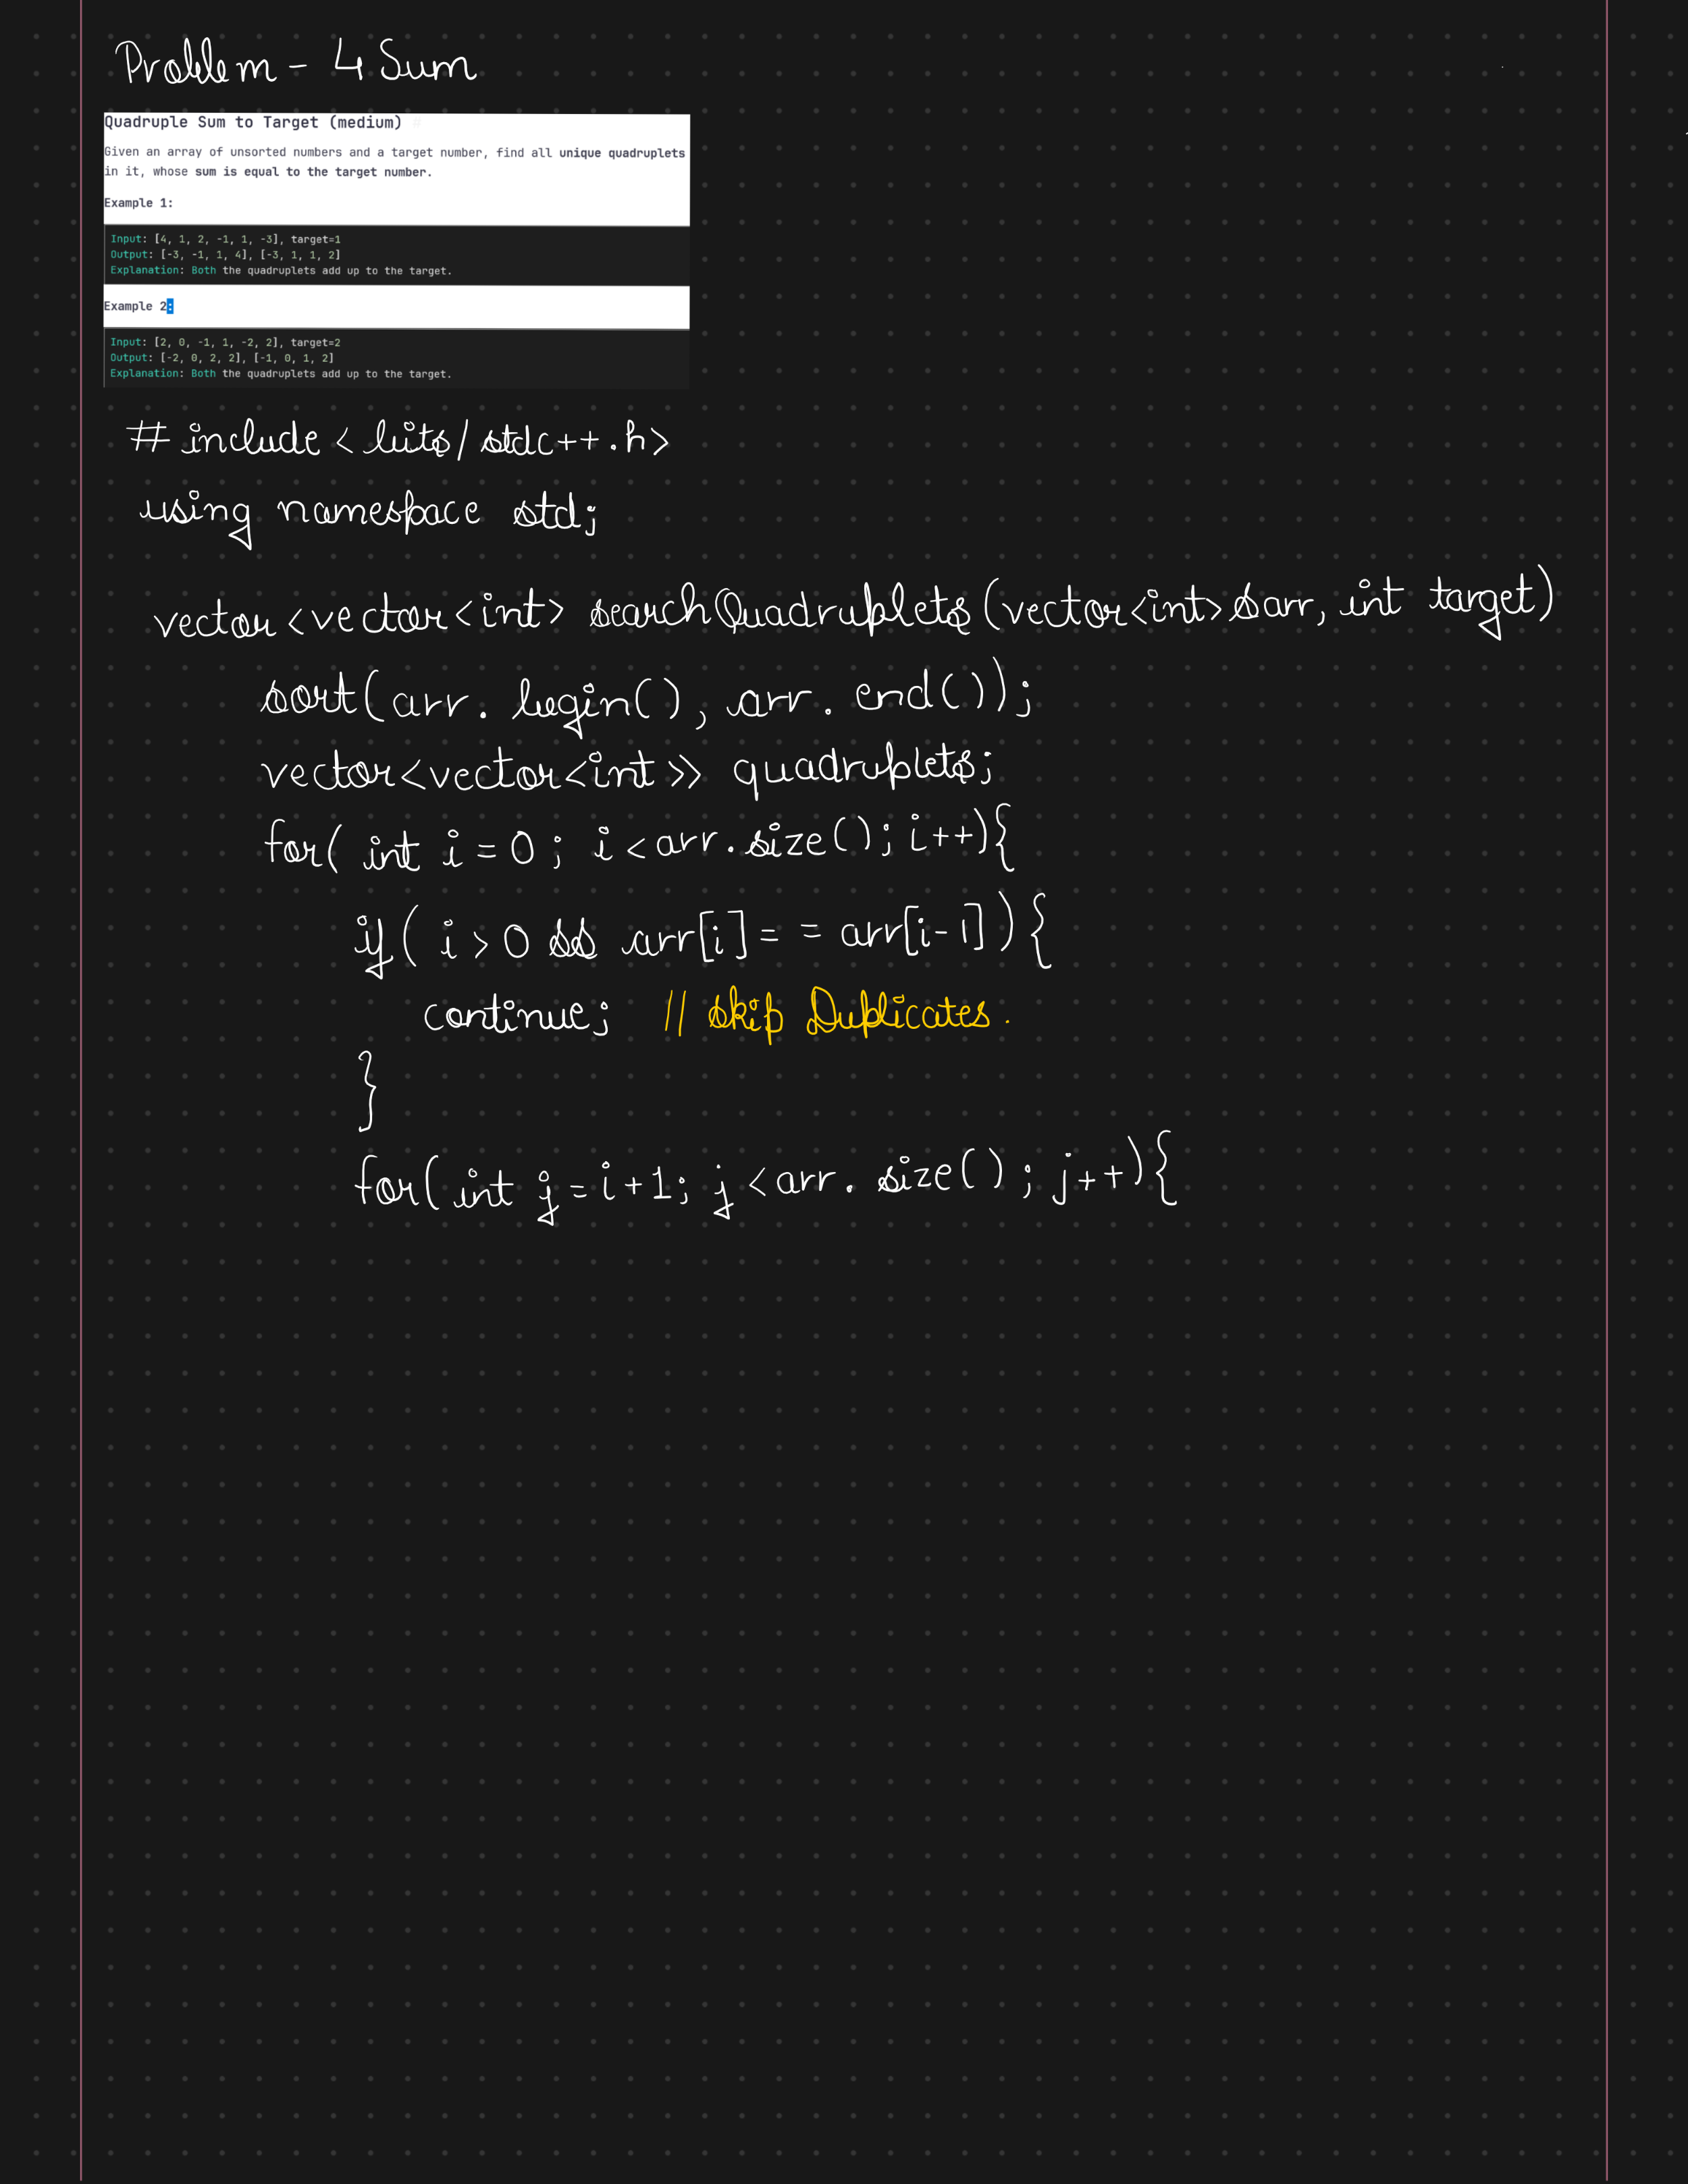 Problem - 4 Sum
Quadruple Sum to Target (medium)
Given an array of unsorted numbers and a target number, find all unique quadruplets
in it, whose sum is equal to the target number.
Example 1:
Input: [4, 1, 2, -1, 1, -3], target=1
Output: [-3, -1, 1, 4], [-3, 1, 1, 2]
Explanation: Both the quadruplets add up to the target.
Example 2:
Input: [2, 0, -1, 1, -2, 2], target=2
Output: [-2, 0, 2, 2], [-1, 0, 1, 2]
Explanation: Both the quadruplets add up to the target.
# include < bits/stdc++.h>
using namespace std;
vector<vector<int> searchQuadruplets (vector<int>&arr, int target)
sort(arr. begin(), arr. end());
vector<vector<int>> quadruplets;
for( int i = 0 ; i < arr.size(); i++){
if( i > 0 && arr[i] = = arr[i-1]){
continue; // skip Duplicates.
}
for( int j = i+1; j < arr. size() ; j++){